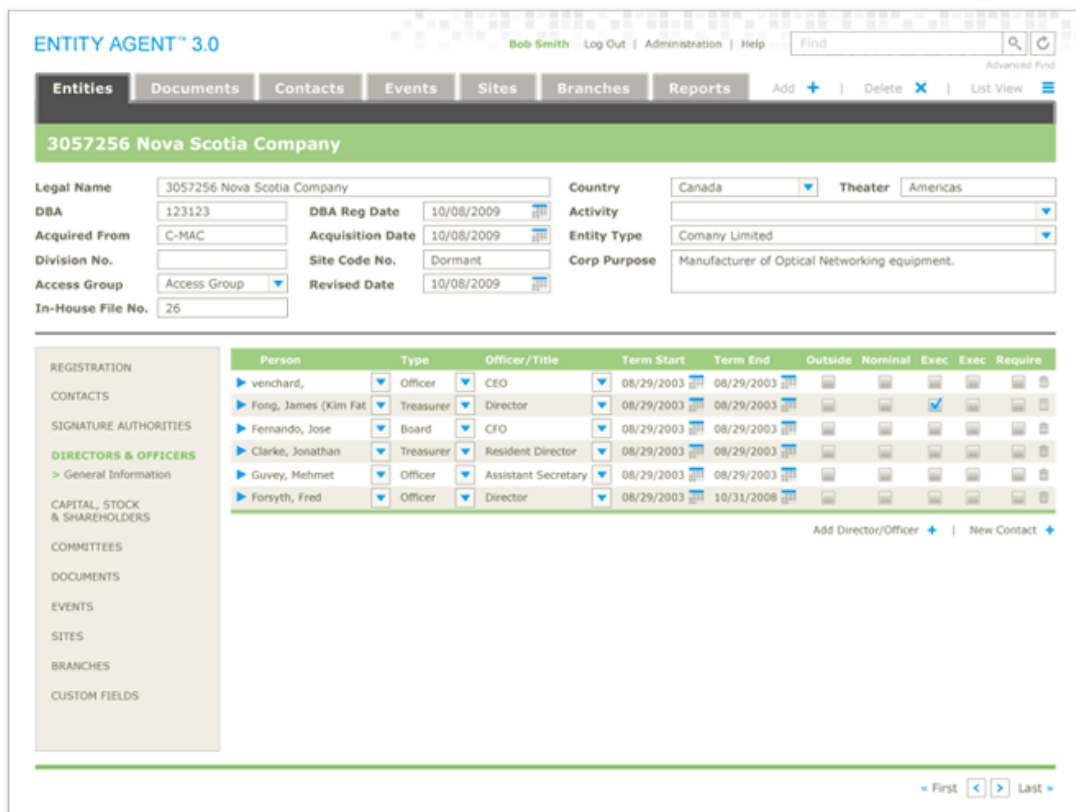 ENTITY AGENT™ 3.0
Bob Smith Log Out | Administration | Help Find
Advanced Find
Entities Documents Contacts Events Sites Branches Reports Add + | Delete X | List View
3057256 Nova Scotia Company
Legal Name 3057256 Nova Scotia Company Country Canada Theater Americas
DBA 123123 DBA Reg Date 10/08/2009 Activity
Acquired From C-MAC Acquisition Date 10/08/2009 Entity Type Comany Limited
Division No. Site Code No. Dormant Corp Purpose Manufacturer of Optical Networking equipment.
Access Group Access Group Revised Date 10/08/2009
In-House File No. 26
REGISTRATION
CONTACTS
SIGNATURE AUTHORITIES
DIRECTORS & OFFICERS
> General Information
CAPITAL, STOCK
& SHAREHOLDERS
COMMITTEES
DOCUMENTS
EVENTS
SITES
BRANCHES
CUSTOM FIELDS
Person Type Officer/Title Term Start Term End Outside Nominal Exec Exec Require
venchard, Officer CEO 08/29/2003 08/29/2003
Fong, James (Kim Fat Treasurer Director 08/29/2003 08/29/2003
Fernando, Jose Board CFO 08/29/2003 08/29/2003
Clarke, Jonathan Treasurer Resident Director 08/29/2003 08/29/2003
Guvey, Mehmet Officer Assistant Secretary 08/29/2003 08/29/2003
Forsyth, Fred Officer Director 08/29/2003 10/31/2008
Add Director/Officer + | New Contact +
« First < > Last »